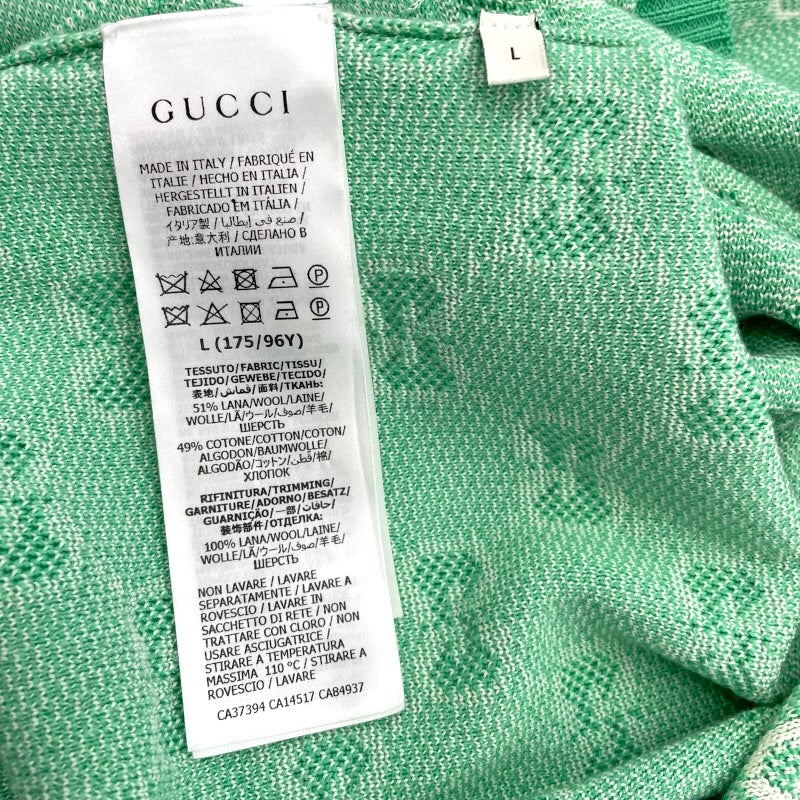 GUCCI
L
MADE IN ITALY / FABRIQUÉ EN
ITALIE / HECHO EN ITALIA /
HERGESTELLT IN ITALIEN /
FABRICADO EM ITÁLIA /
イタリア製 / صنع في إيطاليا /
产地:意大利 / СДЕЛАНО В
ИТАЛИИ
L (175/96Y)
TESSUTO/FABRIC/TISSU/
TEJIDO/GEWEBE/TECIDO/
表地/قماش/面料/ТКАНЬ:
51% LANA/WOOL/LAINE/
WOLLE/LÃ/ウール/صوف/羊毛/
ШЕРСТЬ
49% COTONE/COTTON/COTON/
ALGODON/BAUMWOLLE/
ALGODÃO/コットン/قطن/棉/
ХЛОПОК
RIFINITURA/TRIMMING/
GARNITURE/ADORNO/BESATZ/
GUARNIÇÃO/一部/حافات/
装饰部件/ОТДЕЛКА:
100% LANA/WOOL/LAINE/
WOLLE/LÃ/ウール/صوف/羊毛/
ШЕРСТЬ
NON LAVARE / LAVARE
SEPARATAMENTE / LAVARE A
ROVESCIO / LAVARE IN
SACCHETTO DI RETE / NON
TRATTARE CON CLORO / NON
USARE ASCIUGATRICE /
STIRARE A TEMPERATURA
MASSIMA 110 °C / STIRARE A
ROVESCIO / LAVARE
CA37394 CA14517 CA84937